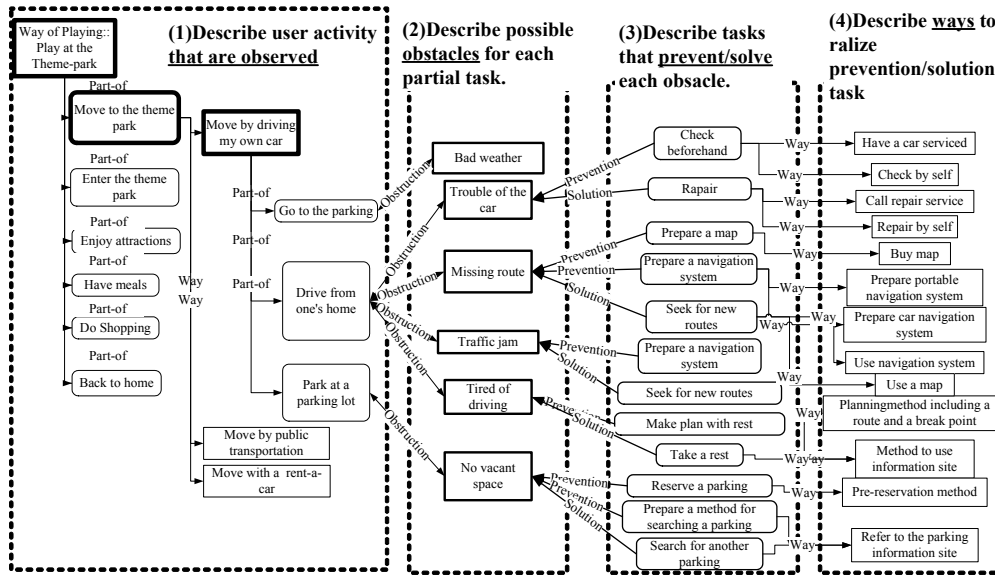 Way of Playing::
Play at the
Theme-park
(1)Describe user activity
that are observed
(2)Describe possible
obstacles for each
partial task.
(3)Describe tasks
that prevent/solve
each obsacle.
(4)Describe ways to
ralize
prevention/solution
task
Part-of
Move to the theme
park
Part-of
Enter the theme
park
Part-of
Enjoy attractions
Part-of
Have meals
Part-of
Do Shopping
Part-of
Back to home
Way
Way
Move by driving
my own car
Part-of
Go to the parking
Part-of
Part-of
Drive from
one's home
Park at a
parking lot
Move by public
transportation
Move with a rent-a-
car
Obstruction
Obstruction
Obstruction
Obstruction
Obstruction
Obstruction
Bad weather
Trouble of the
car
Missing route
Traffic jam
Tired of
driving
No vacant
space
Prevention
Solution
Prevention
Prevention
Solution
Prevention
Solution
Prevention
Solution
Prevention
Prevention
Solution
Check
beforehand
Rapair
Prepare a map
Prepare a navigation
system
Seek for new
routes
Prepare a navigation
system
Seek for new routes
Make plan with rest
Take a rest
Reserve a parking
Prepare a method for
searching a parking
Search for another
parking
Way
Way
Way
Way
Way
Way
Way
Way
Way
Way
Way
Way
Way
Have a car serviced
Check by self
Call repair service
Repair by self
Buy map
Prepare portable
navigation system
Prepare car navigation
system
Use navigation system
Use a map
Planningmethod including a
route and a break point
Method to use
information site
Pre-reservation method
Refer to the parking
information site